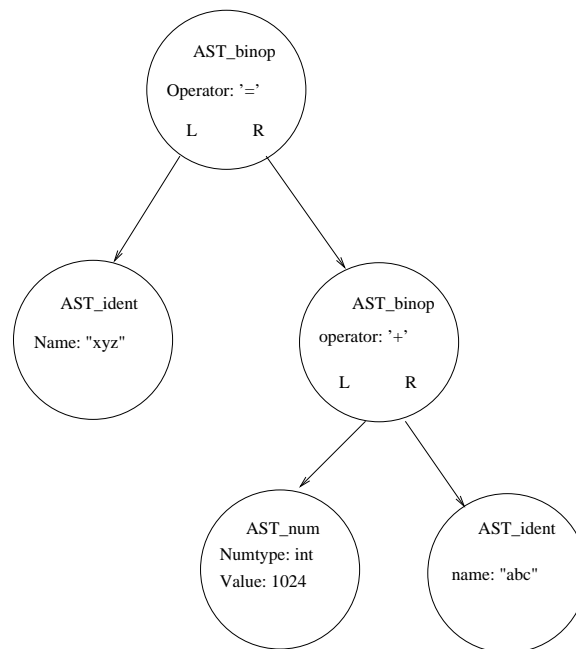 AST_binop
Operator: ’=’
L R
AST_ident
Name: "xyz"
AST_binop
operator: ’+’
L R
AST_num
Numtype: int
Value: 1024
AST_ident
name: "abc"